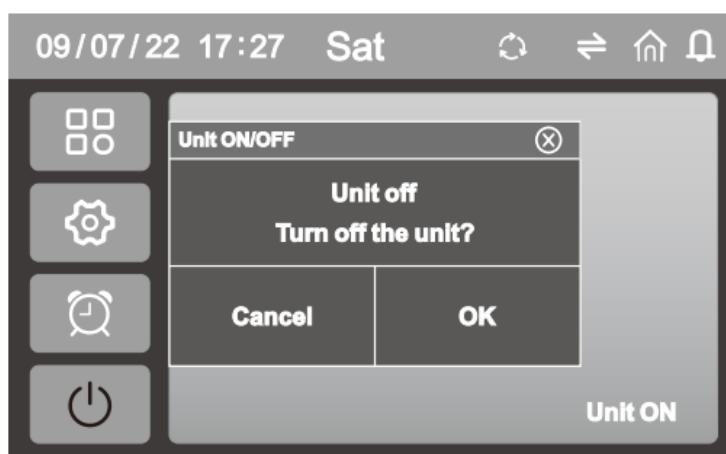 09/07/22 17:27 Sat
Unit ON/OFF
Unit off
Turn off the unit?
Cancel OK
Unit ON